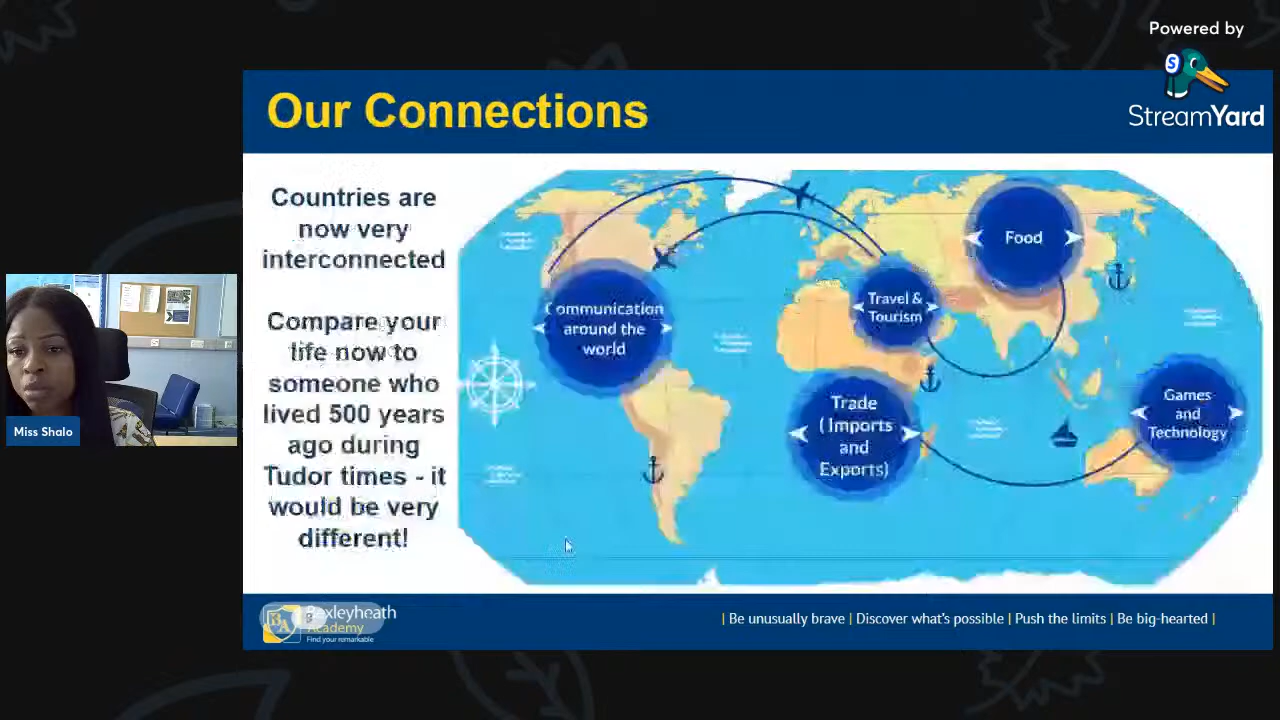 Powered by
StreamYard
Our Connections
Countries are
now very
interconnected
Compare your
life now to
someone who
lived 500 years
ago during
Tudor times - it
would be very
different!
Communication
around the
world
Travel &
Tourism
Food
Trade
( Imports
and
Exports)
Games
and
Technology
Miss Shalo
Bexleyheath
Academy
Find your remarkable
| Be unusually brave | Discover what's possible | Push the limits | Be big-hearted |